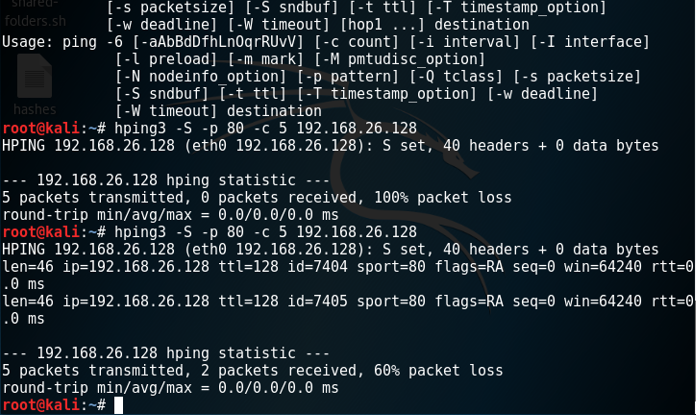 shared-
folders.sh
hashes
[-s packetsize] [-S sndbuf] [-t ttl] [-T timestamp_option]
[-w deadline] [-W timeout] [hop1 ...] destination
Usage: ping -6 [-aAbBdDfhLnOqrRUvV] [-c count] [-i interval] [-I interface]
[-l preload] [-m mark] [-M pmtudisc_option]
[-N nodeinfo_option] [-p pattern] [-Q tclass] [-s packetsize]
[-S sndbuf] [-t ttl] [-T timestamp_option] [-w deadline]
[-W timeout] destination
root@kali:~# hping3 -S -p 80 -c 5 192.168.26.128
HPING 192.168.26.128 (eth0 192.168.26.128): S set, 40 headers + 0 data bytes
--- 192.168.26.128 hping statistic ---
5 packets transmitted, 0 packets received, 100% packet loss
round-trip min/avg/max = 0.0/0.0/0.0 ms
root@kali:~# hping3 -S -p 80 -c 5 192.168.26.128
HPING 192.168.26.128 (eth0 192.168.26.128): S set, 40 headers + 0 data bytes
len=46 ip=192.168.26.128 ttl=128 id=7404 sport=80 flags=RA seq=0 win=64240 rtt=0
.0 ms
len=46 ip=192.168.26.128 ttl=128 id=7405 sport=80 flags=RA seq=0 win=64240 rtt=0
.0 ms
--- 192.168.26.128 hping statistic ---
5 packets transmitted, 2 packets received, 60% packet loss
round-trip min/avg/max = 0.0/0.0/0.0 ms
root@kali:~#